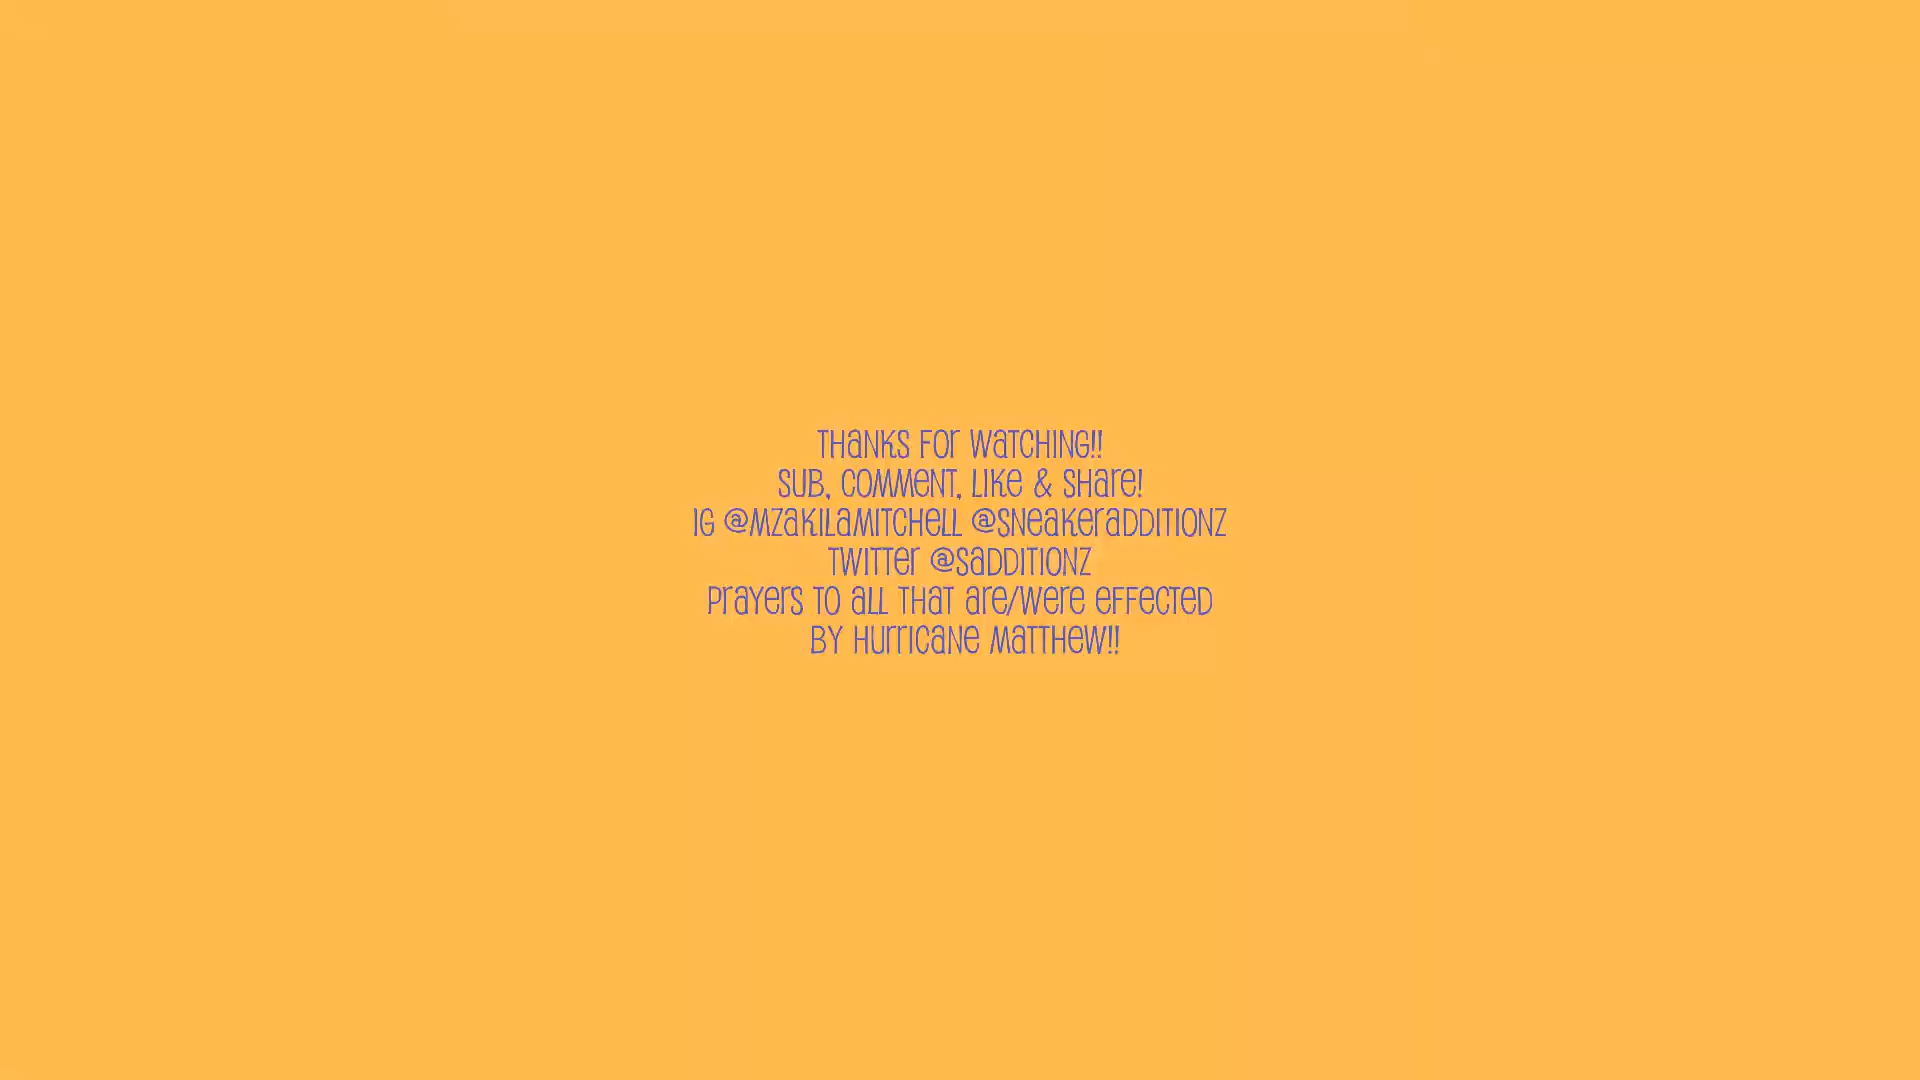 THaNKS FOr WaTCHING!!
SUB, COMMeNT, LIKe & SHare!
IG @MZaKILaMITCHeLL @SNeaKeraDDITIONZ
TWITTer @SaDDITIONZ
PraYerS TO aLL THaT are/Were eFFeCTeD
BY HUrrICaNe MaTTHeW!!